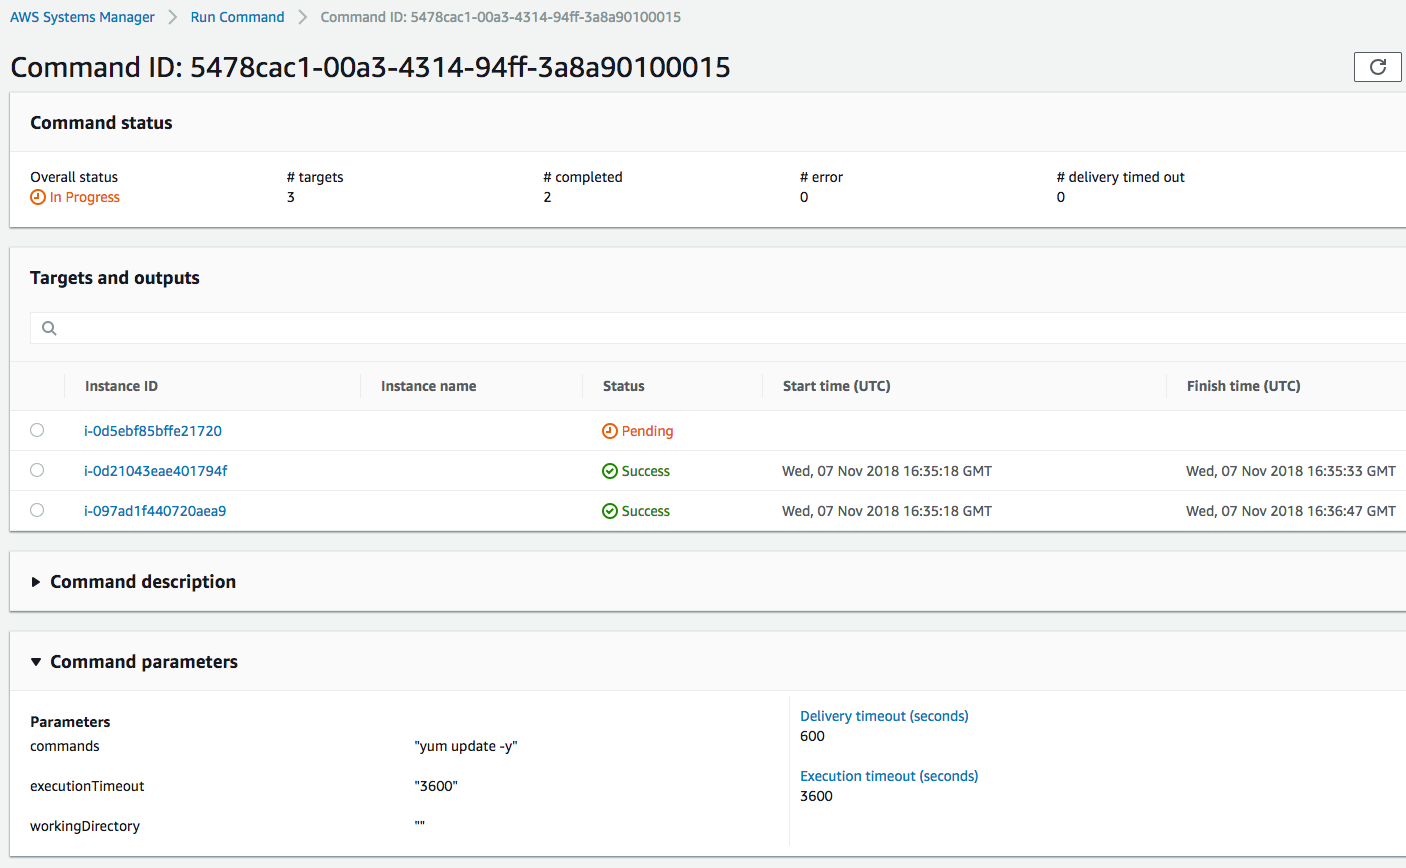 AWS Systems Manager Run Command Command ID: 5478cac1-00a3-4314-94ff-3a8a90100015
Command ID: 5478cac1-00a3-4314-94ff-3a8a90100015
Command status
Overall status # targets # completed # error # delivery timed out
In Progress 3 2 0 0
Targets and outputs
Instance ID Instance name Status Start time (UTC) Finish time (UTC)
i-0d5ebf85bffe21720 Pending
i-0d21043eae401794f Success Wed, 07 Nov 2018 16:35:18 GMT Wed, 07 Nov 2018 16:35:33 GMT
i-097ad1f440720aea9 Success Wed, 07 Nov 2018 16:35:18 GMT Wed, 07 Nov 2018 16:36:47 GMT
Command description
Command parameters
Parameters
commands "yum update -y"
executionTimeout "3600"
workingDirectory ""
Delivery timeout (seconds)
600
Execution timeout (seconds)
3600